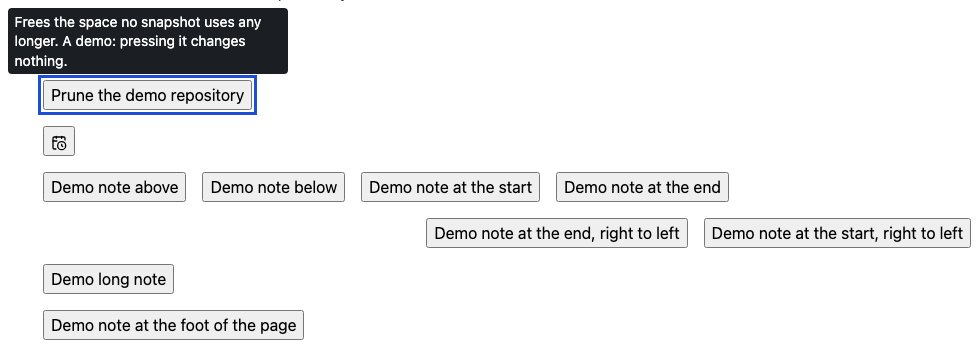 Frees the space no snapshot uses any
longer. A demo: pressing it changes
nothing.
Prune the demo repository
Demo note above
Demo note below
Demo note at the start
Demo note at the end
Demo note at the end, right to left
Demo note at the start, right to left
Demo long note
Demo note at the foot of the page